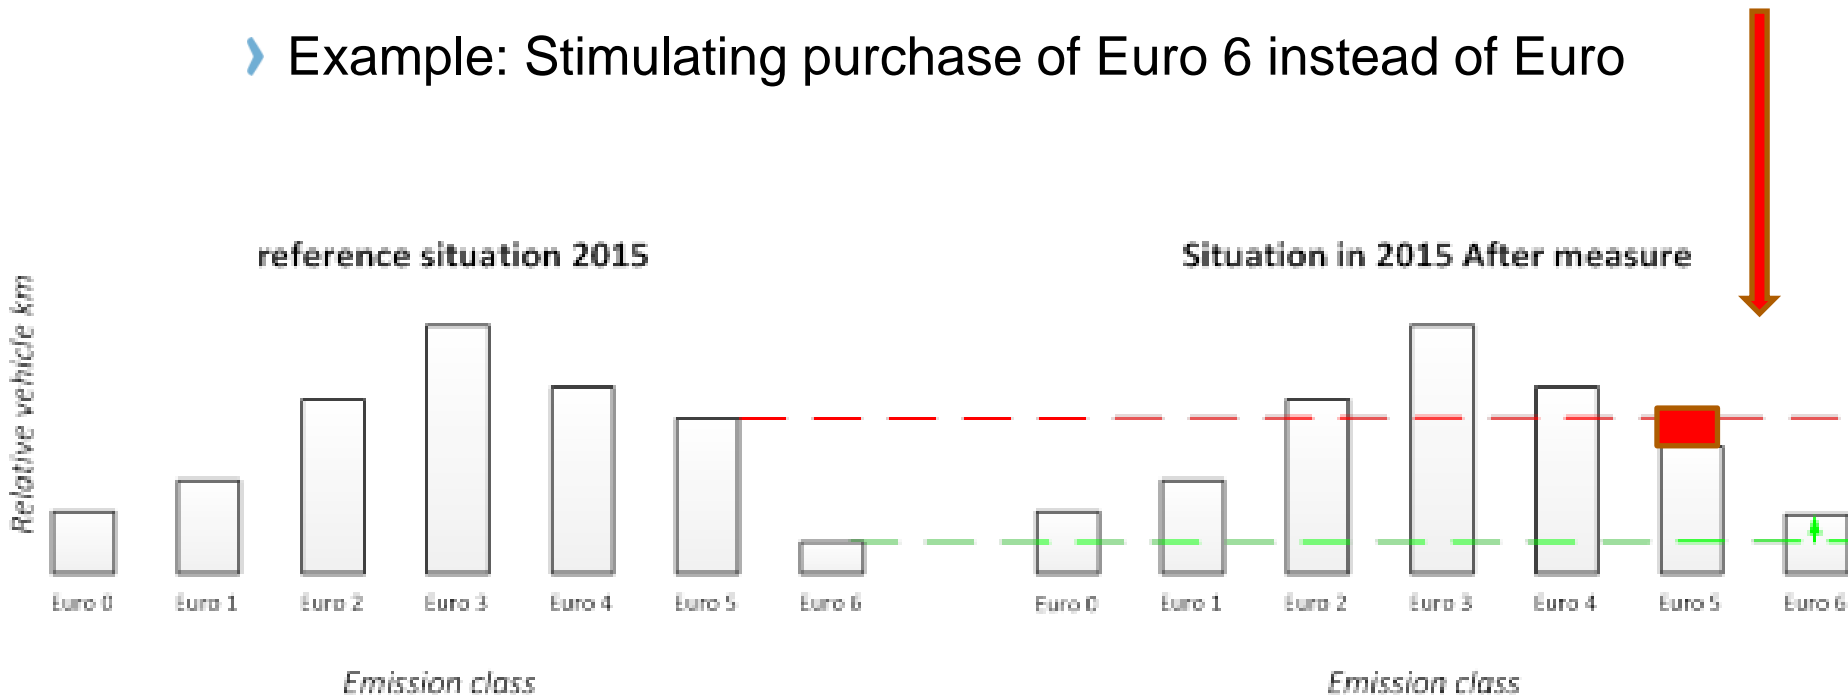 Example: Stimulating purchase of Euro 6 instead of Euro
reference situation 2015
Situation in 2015 After measure
Relative vehicle km
Euro 0 Euro 1 Euro 2 Euro 3 Euro 4 Euro 5 Euro 6
Euro 0 Euro 1 Euro 2 Euro 3 Euro 4 Euro 5 Euro 6
Emission class
Emission class